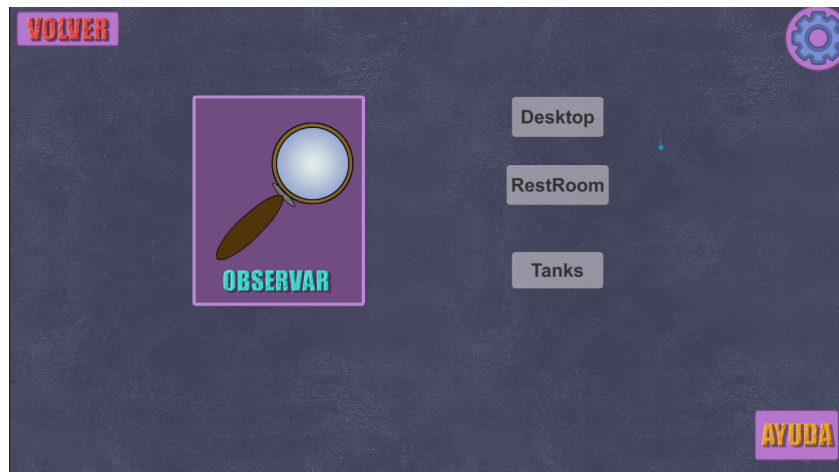 VOLVER
Desktop
RestRoom
OBSERVAR
Tanks
AYUDA